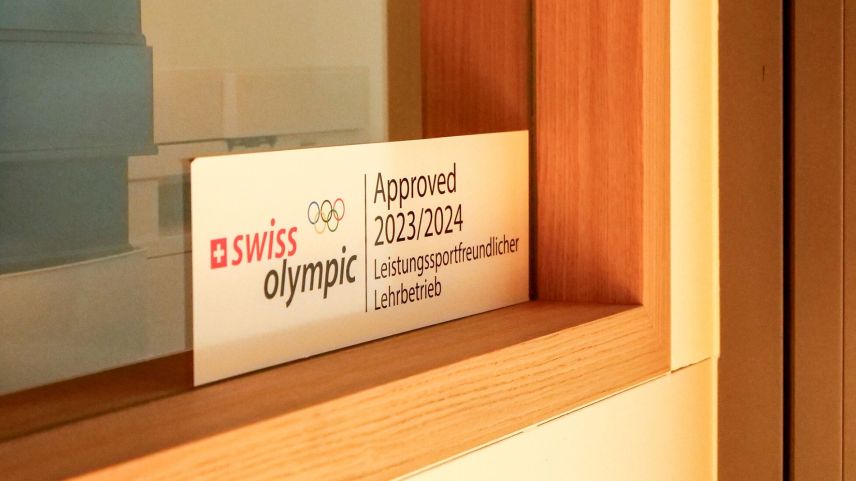 swiss
olympic
Approved
2023/2024
Leistungssportfreundlicher
Lehrbetrieb